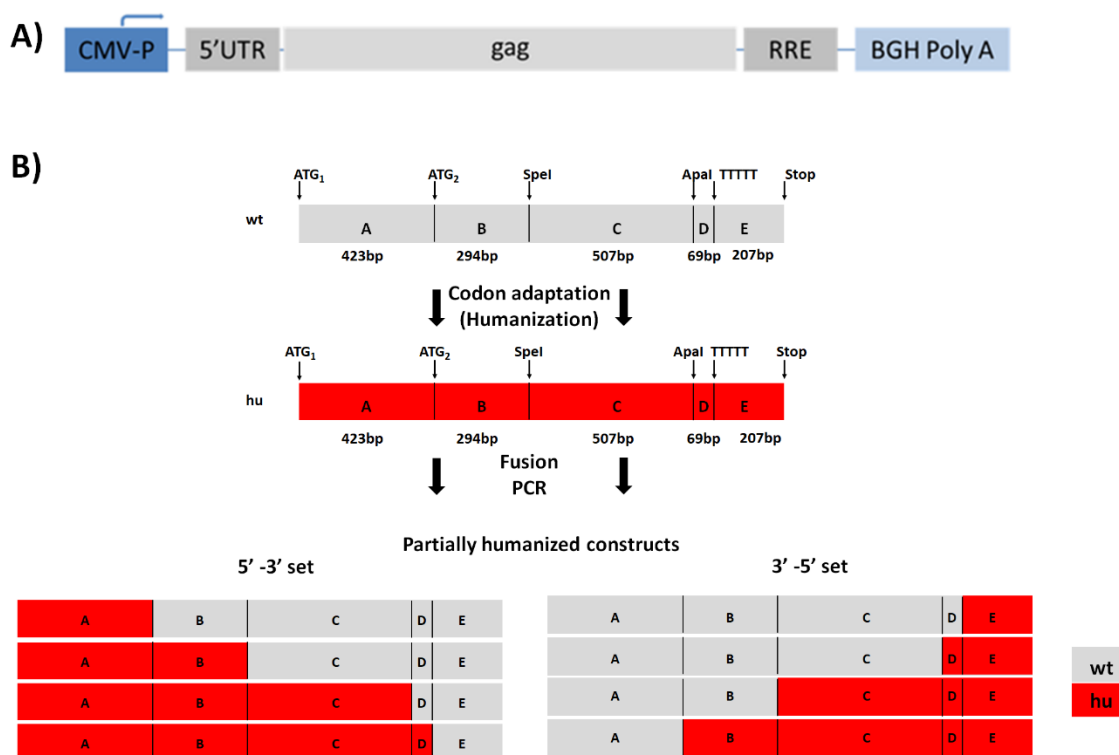 A)
CMV-P 5'UTR gag RRE BGH Poly A
B)
ATG₁ ATG₂ SpeI ApaI TTTTT Stop
wt A B C D E
423bp 294bp 507bp 69bp 207bp
Codon adaptation
(Humanization)
ATG₁ ATG₂ SpeI ApaI TTTTT Stop
hu A B C D E
423bp 294bp 507bp 69bp 207bp
Fusion
PCR
Partially humanized constructs
5' -3' set 3' -5' set
A B C D E A B C D E
A B C D E A B C D E
A B C D E A B C D E
A B C D E A B C D E
wt
hu